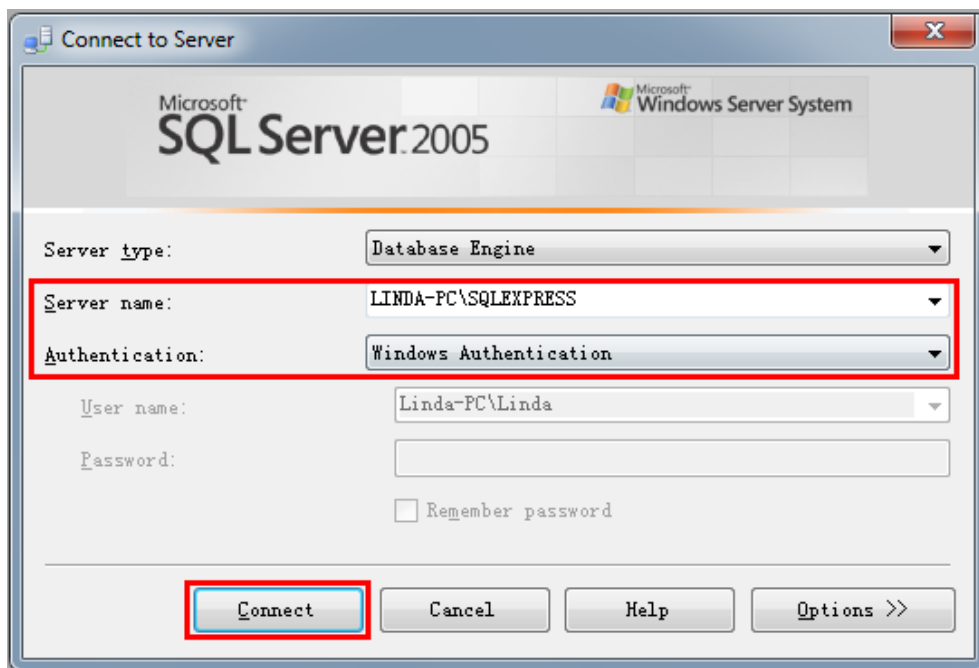 Connect to Server
Microsoft
SQL Server 2005
Microsoft
Windows Server System
Server type: Database Engine
Server name: LINDA-PC\SQLEXPRESS
Authentication: Windows Authentication
User name: Linda-PC\Linda
Password:
Remember password
Connect Cancel Help Options >>